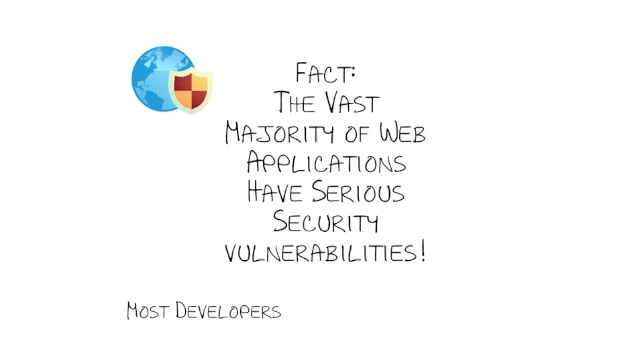 Fact:
The Vast
Majority of Web
Applications
Have Serious
Security
vulnerabilities!
Most Developers